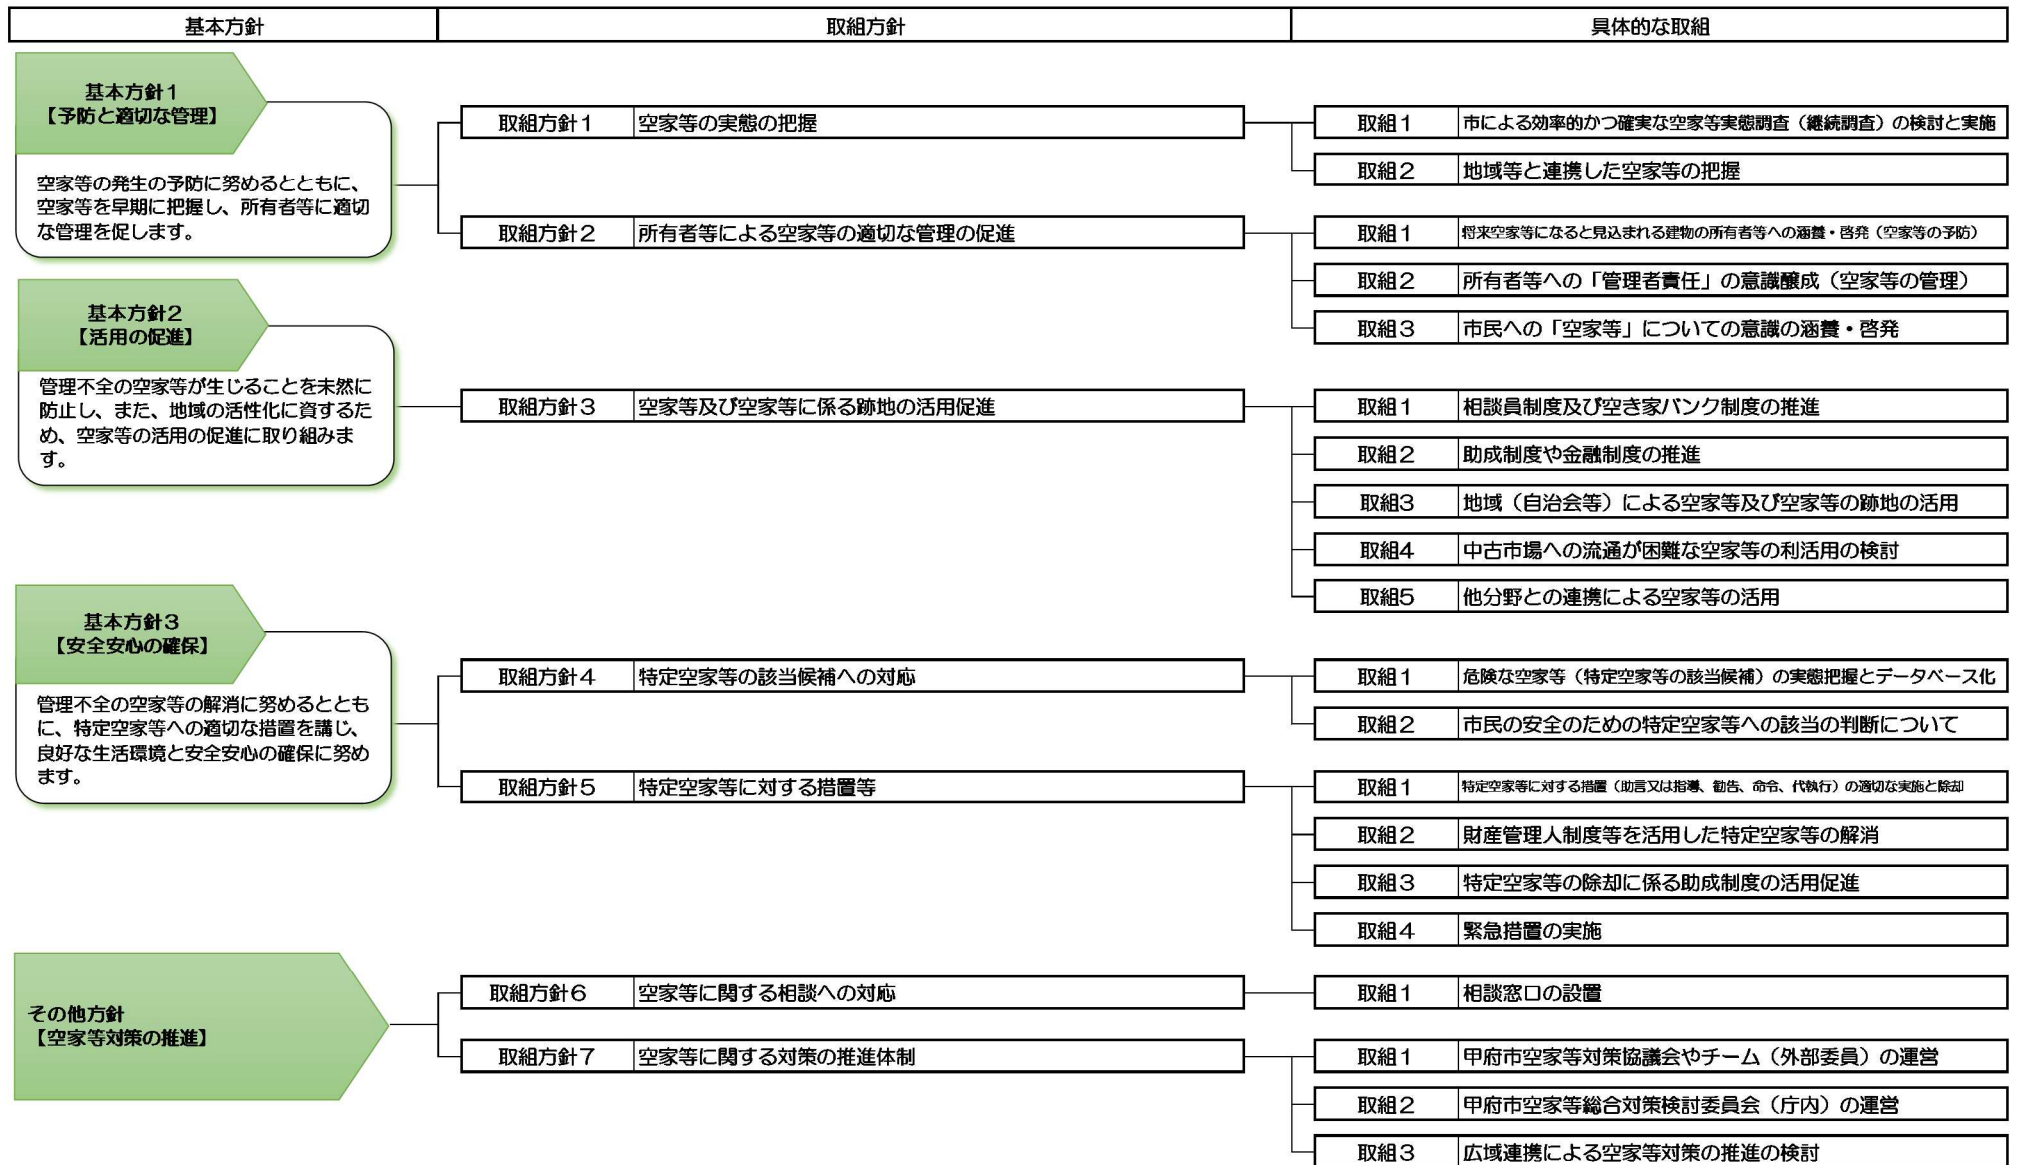 基本方針
取組方針
具体的な取組
基本方針1
【予防と適切な管理】
空家等の発生の予防に努めるとともに、
空家等を早期に把握し、所有者等に適切
な管理を促します。
取組方針1 空家等の実態の把握
取組1 市による効率的かつ確実な空家等実態調査（継続調査）の検討と実施
取組2 地域等と連携した空家等の把握
取組方針2 所有者等による空家等の適切な管理の促進
取組1 将来空家等になると見込まれる建物の所有者等への涵養・啓発（空家等の予防）
取組2 所有者等への「管理者責任」の意識醸成（空家等の管理）
取組3 市民への「空家等」についての意識の涵養・啓発
基本方針2
【活用の促進】
管理不全の空家等が生じることを未然に
防止し、また、地域の活性化に資するた
め、空家等の活用の促進に取り組みま
す。
取組方針3 空家等及び空家等に係る跡地の活用促進
取組1 相談員制度及び空き家バンク制度の推進
取組2 助成制度や金融制度の推進
取組3 地域（自治会等）による空家等及び空家等の跡地の活用
取組4 中古市場への流通が困難な空家等の利活用の検討
取組5 他分野との連携による空家等の活用
基本方針3
【安全安心の確保】
管理不全の空家等の解消に努めるととも
に、特定空家等への適切な措置を講じ、
良好な生活環境と安全安心の確保に努め
ます。
取組方針4 特定空家等の該当候補への対応
取組1 危険な空家等（特定空家等の該当候補）の実態把握とデータベース化
取組2 市民の安全のための特定空家等への該当の判断について
取組方針5 特定空家等に対する措置等
取組1 特定空家等に対する措置（助言又は指導、勧告、命令、代執行）の適切な実施と除却
取組2 財産管理人制度等を活用した特定空家等の解消
取組3 特定空家等の除却に係る助成制度の活用促進
取組4 緊急措置の実施
その他方針
【空家等対策の推進】
取組方針6 空家等に関する相談への対応
取組1 相談窓口の設置
取組方針7 空家等に関する対策の推進体制
取組1 甲府市空家等対策協議会やチーム（外部委員）の運営
取組2 甲府市空家等総合対策検討委員会（庁内）の運営
取組3 広域連携による空家等対策の推進の検討